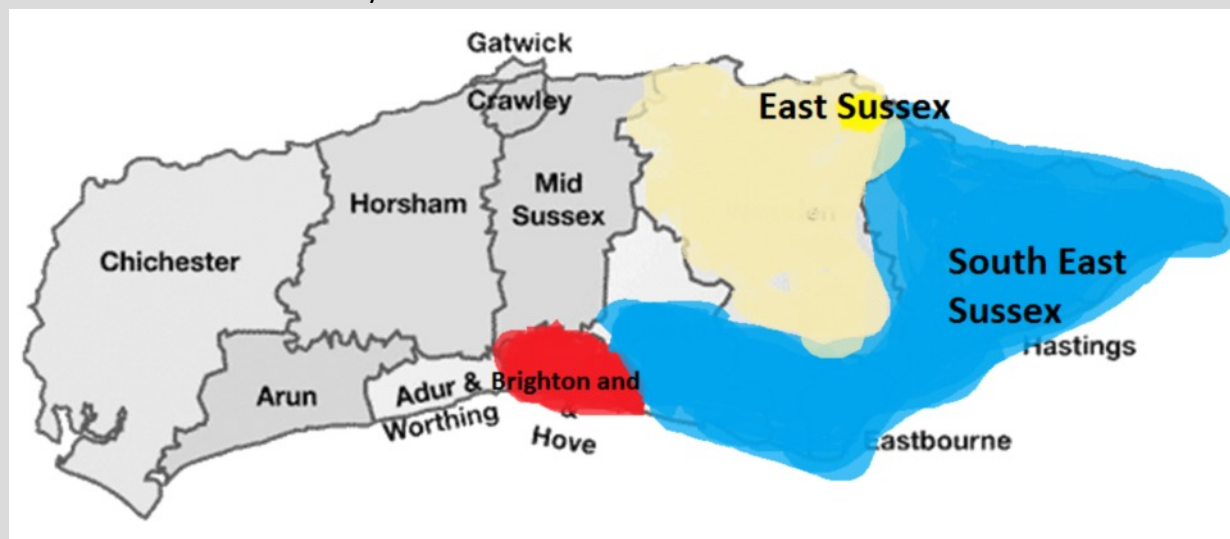 Gatwick
Crawley
East Sussex
Mid
Sussex
Horsham
Chichester
South East
Sussex
Hastings
Brighton and
&
Hove
Adur &
Worthing
Arun
Eastbourne